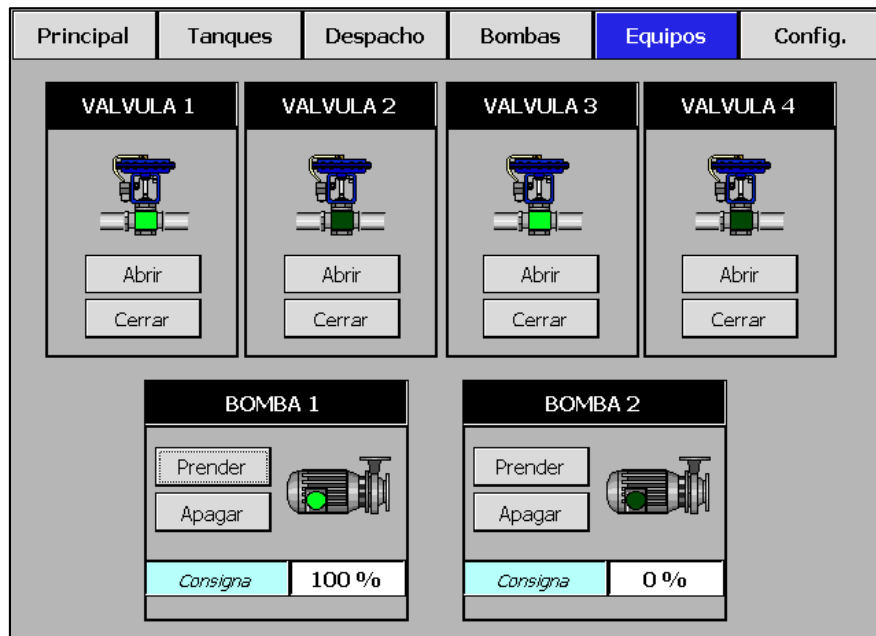 Principal Tanques Despacho Bombas Equipos Config.
VALVULA 1 VALVULA 2 VALVULA 3 VALVULA 4
Abrir Abrir Abrir Abrir
Cerrar Cerrar Cerrar Cerrar
BOMBA 1 BOMBA 2
Prender Prender
Apagar Apagar
Consigna 100 % Consigna 0 %